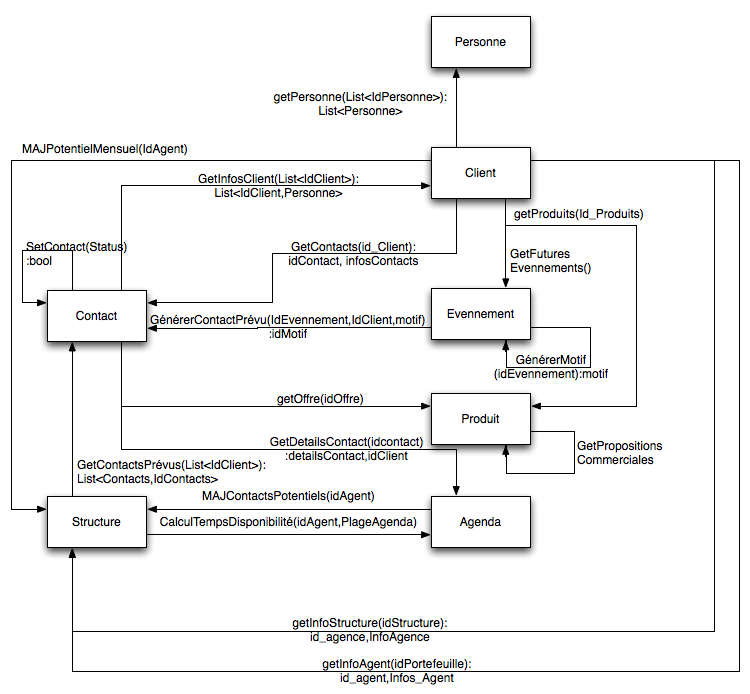 Personne
getPersonne(List<IdPersonne>):
List<Personne>
MAJPotentielMensuel(IdAgent)
Client
GetInfosClient(List<IdClient>):
List<IdClient,Personne>
getProduits(Id_Produits)
SetContact(Status)
:bool
GetContacts(id_Client):
idContact, infosContacts
GetFutures
Evennements()
Contact
GénérerContactPrévu(IdEvennement,IdClient,motif)
:idMotif
Evennement
GénérerMotif
(idEvennement):motif
getOffre(idOffre)
Produit
GetDetailsContact(idcontact)
:detailsContact,idClient
GetPropositions
Commerciales
GetContactsPrévus(List<IdClient>):
List<Contacts,IdContacts>
MAJContactsPotentiels(idAgent)
Structure
CalculTempsDisponibilité(idAgent,PlageAgenda)
Agenda
getInfoStructure(idStructure):
id_agence,InfoAgence
getInfoAgent(idPortefeuille):
id_agent,Infos_Agent